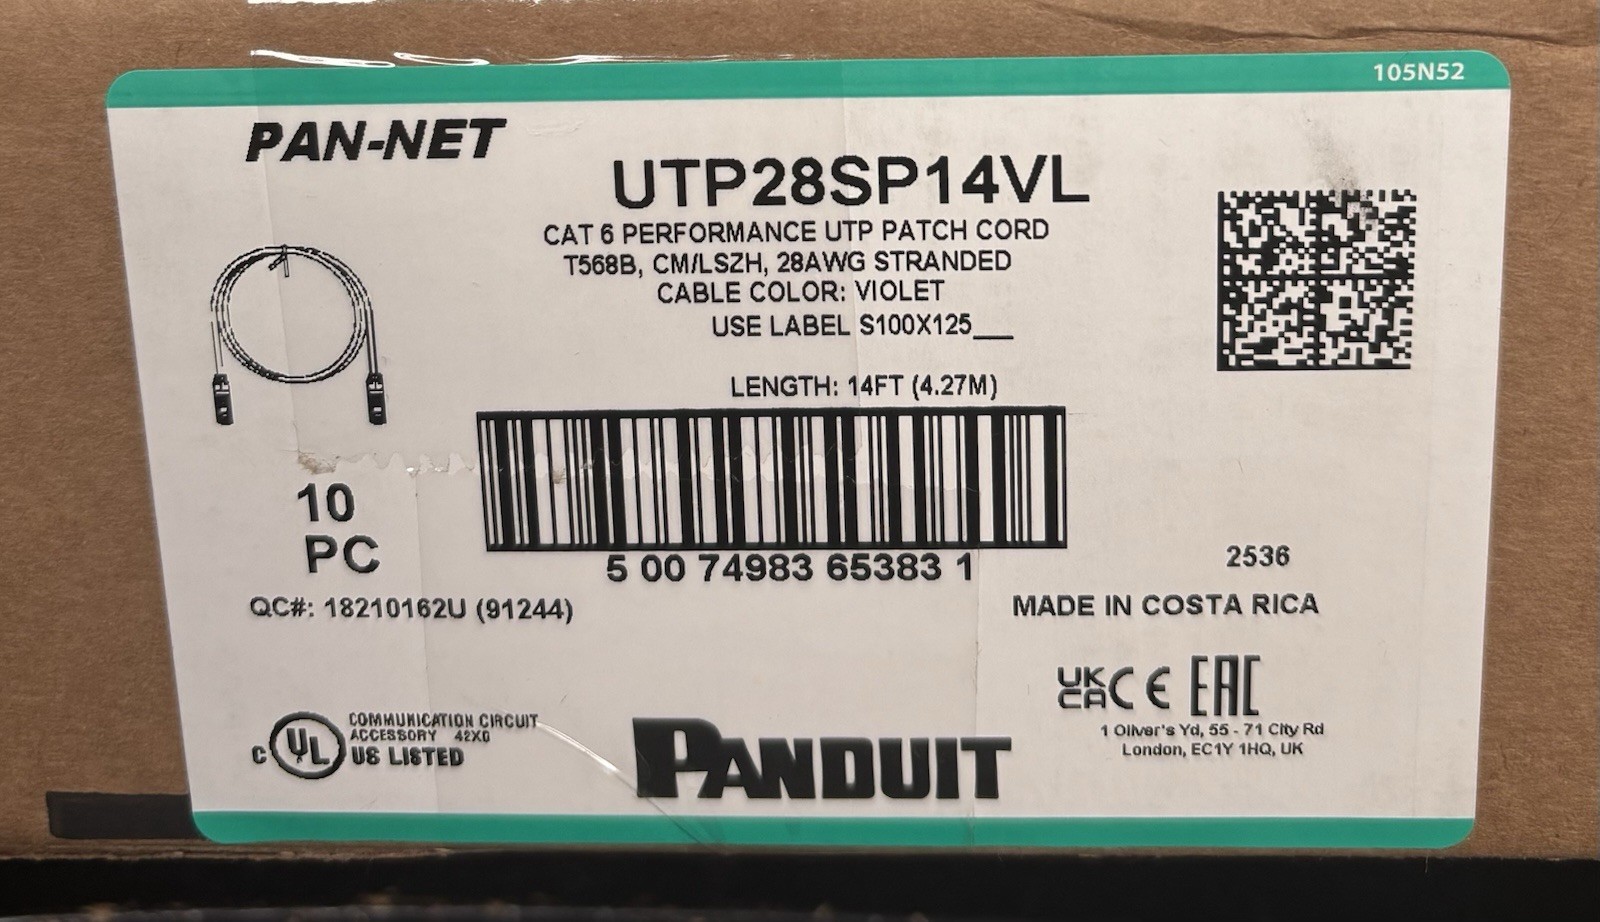 105N52
PAN-NET
UTP28SP14VL
CAT 6 PERFORMANCE UTP PATCH CORD
T568B, CM/LSZH, 28AWG STRANDED
CABLE COLOR: VIOLET
USE LABEL S100X125__
LENGTH: 14FT (4.27M)
10
PC
5 00 74983 65383 1
2536
QC#: 18210162U (91244)
MADE IN COSTA RICA
UK
CA CE EAC
1 Oliver's Yd, 55 - 71 City Rd
London, EC1Y 1HQ, UK
COMMUNICATION CIRCUIT
ACCESSORY 42X0
C UL US LISTED
PANDUIT